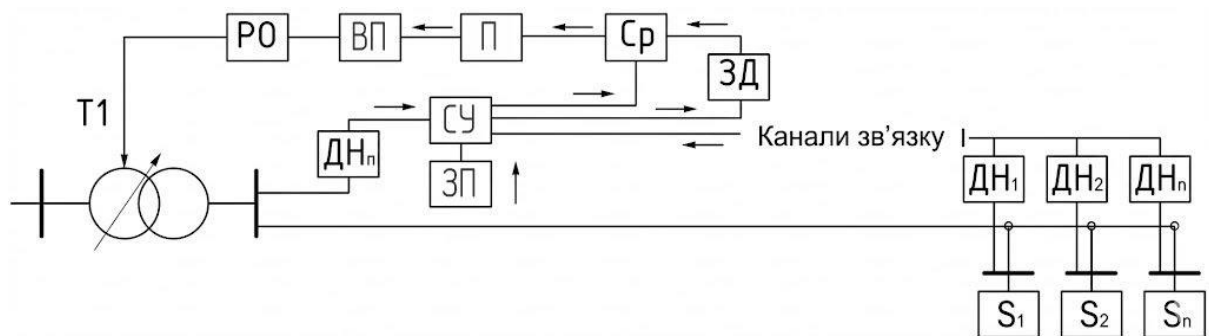 РО ВП П Ср
ЗД
Т1
СУ
ДНп
ЗП
Канали зв’язку
ДН1 ДН2 ДНn
S1 S2 Sn